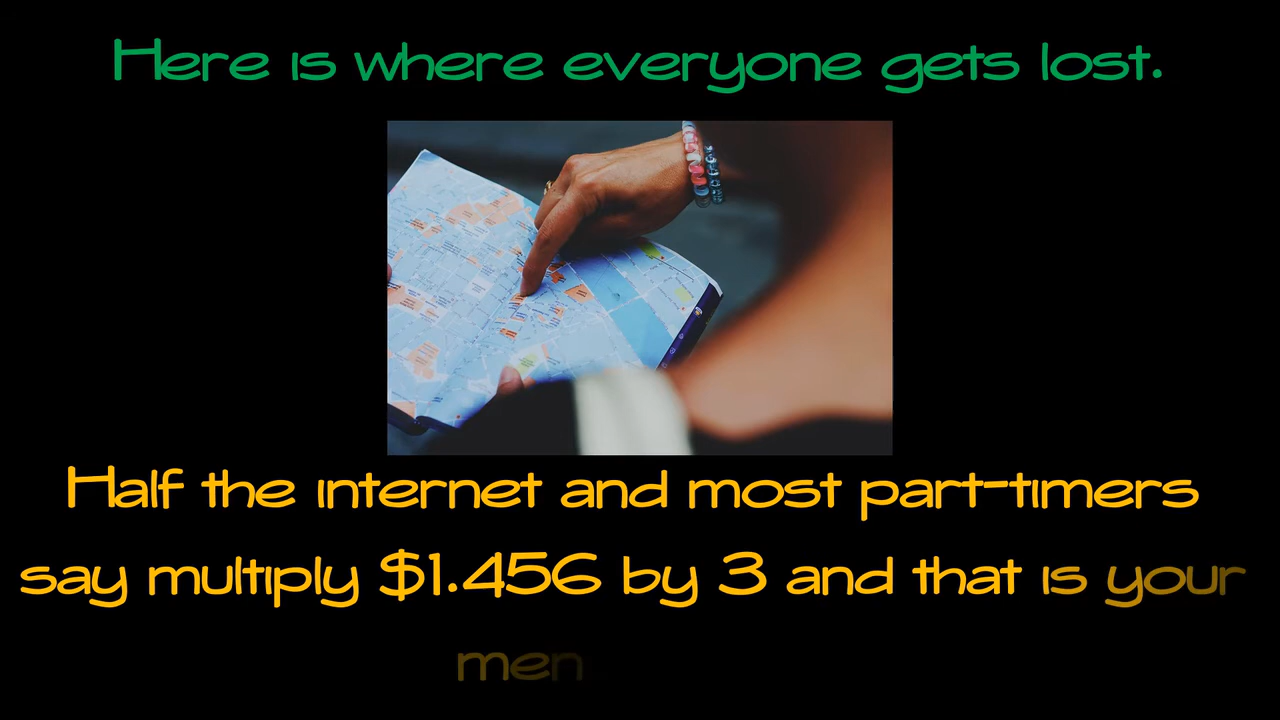 Here is where everyone gets lost.
Half the internet and most part-timers
say multiply $1.456 by 3 and that is your
men